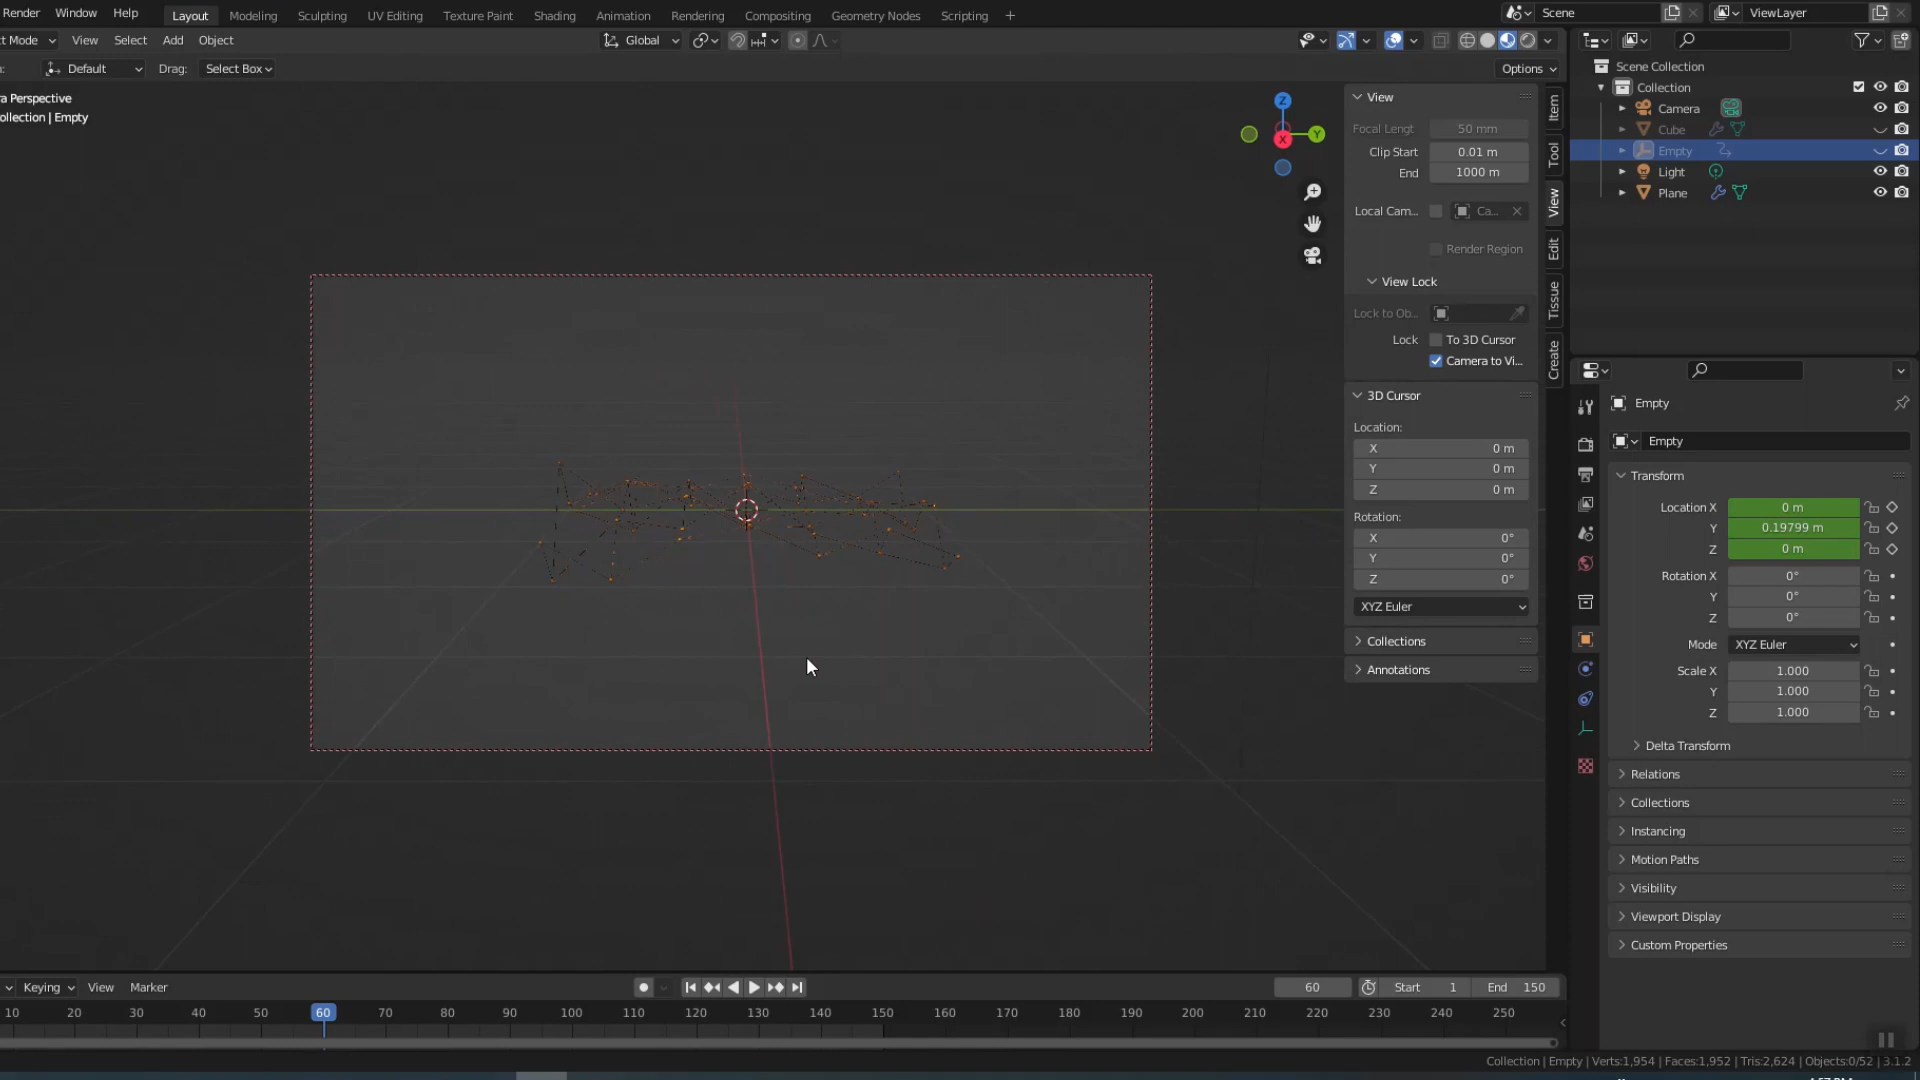 Render Window Help Layout Modeling Sculpting UV Editing Texture Paint Shading Animation Rendering Compositing Geometry Nodes Scripting + Scene ViewLayer
t Mode View Select Add Object Global
Default Drag: Select Box Options
a Perspective
ollection | Empty
Z
Y
X
View
Focal Lengt 50 mm
Clip Start 0.01 m
End 1000 m
Local Cam... Ca...
Render Region
View Lock
Lock to Ob...
Lock To 3D Cursor
Camera to Vi...
3D Cursor
Location:
X 0 m
Y 0 m
Z 0 m
Rotation:
X 0°
Y 0°
Z 0°
XYZ Euler
Collections
Annotations
Item
Tool
View
Edit
Tissue
Create
Scene Collection
Collection
Camera
Cube
Empty
Light
Plane
Empty
Empty
Transform
Location X 0 m
Y 0.19799 m
Z 0 m
Rotation X 0°
Y 0°
Z 0°
Mode XYZ Euler
Scale X 1.000
Y 1.000
Z 1.000
Delta Transform
Relations
Collections
Instancing
Motion Paths
Visibility
Viewport Display
Custom Properties
Keying View Marker 60 Start 1 End 150
10 20 30 40 50 60 70 80 90 100 110 120 130 140 150 160 170 180 190 200 210 220 230 240 250
Collection | Empty | Verts:1,954 | Faces:1,952 | Tris:2,624 | Objects:0/52 | 3.1.2